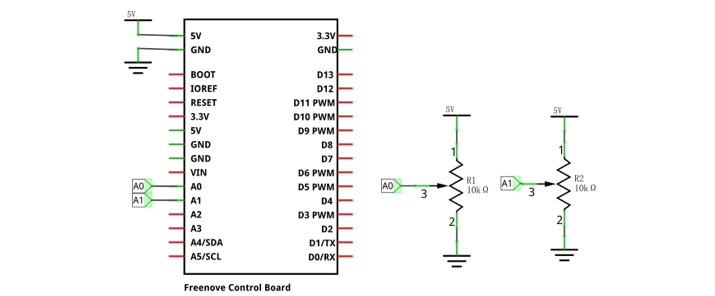 5V
5V
GND
BOOT
IOREF
RESET
3.3V
5V
GND
GND
VIN
A0
A1
A2
A3
A4/SDA
A5/SCL
3.3V
GND
D13
D12
D11 PWM
D10 PWM
D9 PWM
D8
D7
D6 PWM
D5 PWM
D4
D3 PWM
D2
D1/TX
D0/RX
A0
A1
Freenove Control Board
5V
1
A0
3
R1
10k Ω
2
5V
1
A1
3
R2
10k Ω
2